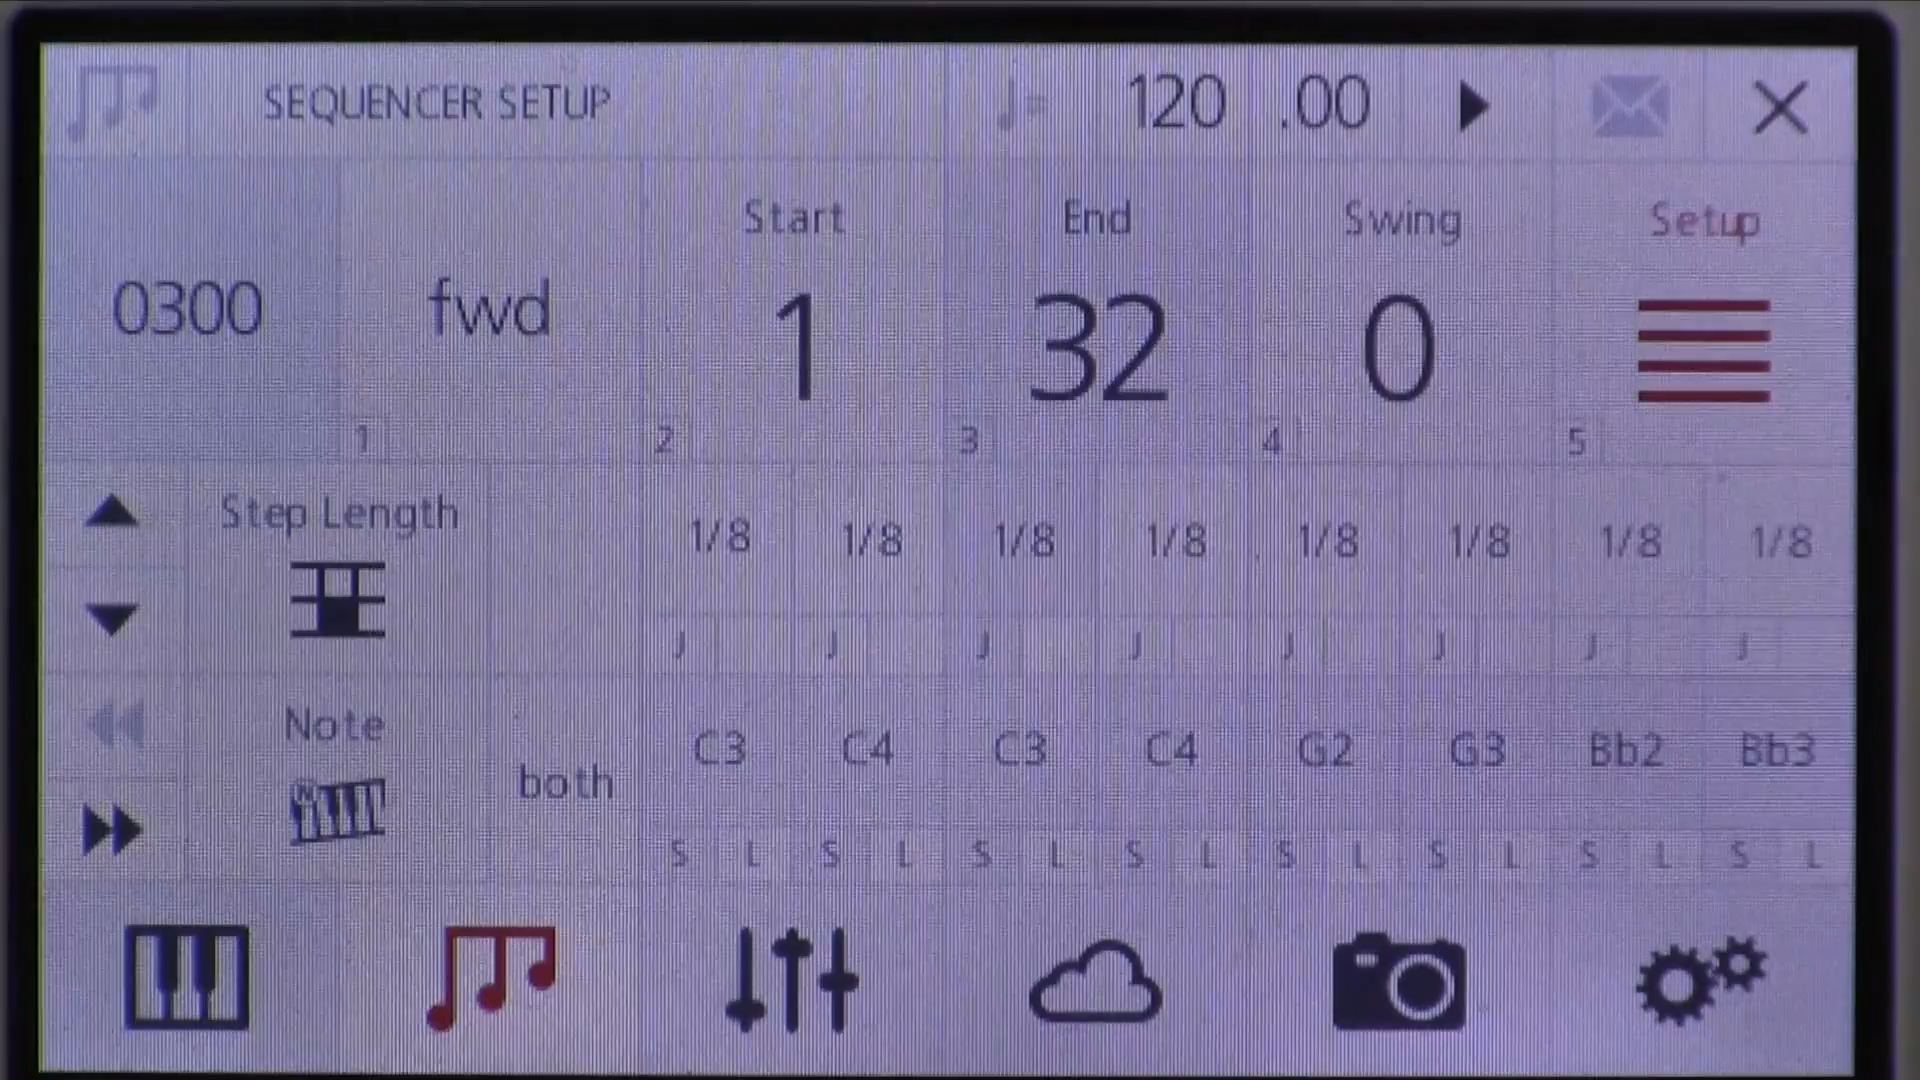 SEQUENCER SETUP ♩= 120 .00
Start End Swing Setup
0300 fwd 1 32 0
1 2 3 4 5
Step Length
1/8 1/8 1/8 1/8 1/8 1/8 1/8 1/8
Note
both
C3 C4 C3 C4 G2 G3 Bb2 Bb3
S L S L S L S L S L S L S L S L